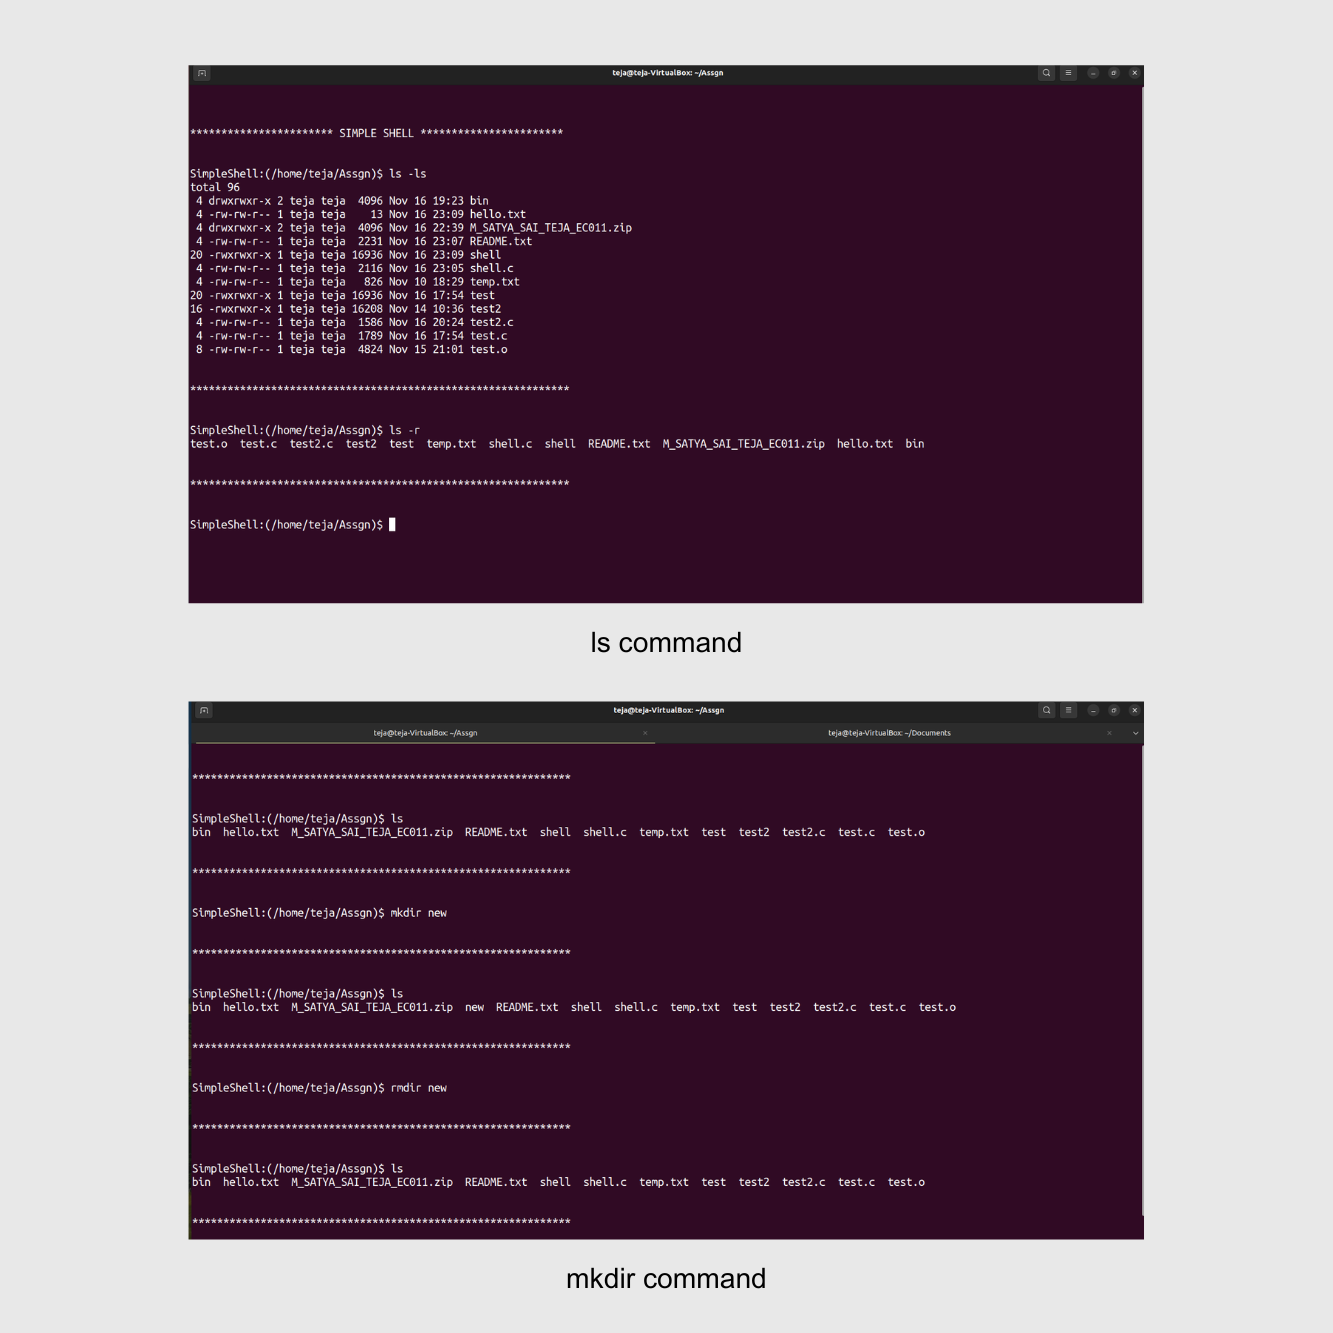 teja@teja-VirtualBox: ~/Assgn
*********************** SIMPLE SHELL ***********************
SimpleShell:(/home/teja/Assgn)$ ls -ls
total 96
 4 drwxrwxr-x 2 teja teja  4096 Nov 16 19:23 bin
 4 -rw-rw-r-- 1 teja teja    13 Nov 16 23:09 hello.txt
 4 drwxrwxr-x 2 teja teja  4096 Nov 16 22:39 M_SATYA_SAI_TEJA_EC011.zip
 4 -rw-rw-r-- 1 teja teja  2231 Nov 16 23:07 README.txt
20 -rwxrwxr-x 1 teja teja 16936 Nov 16 23:09 shell
 4 -rw-rw-r-- 1 teja teja  2116 Nov 16 23:05 shell.c
 4 -rw-rw-r-- 1 teja teja   826 Nov 10 18:29 temp.txt
20 -rwxrwxr-x 1 teja teja 16936 Nov 16 17:54 test
16 -rwxrwxr-x 1 teja teja 16208 Nov 14 10:36 test2
 4 -rw-rw-r-- 1 teja teja  1586 Nov 16 20:24 test2.c
 4 -rw-rw-r-- 1 teja teja  1789 Nov 16 17:54 test.c
 8 -rw-rw-r-- 1 teja teja  4824 Nov 15 21:01 test.o
*************************************************************
SimpleShell:(/home/teja/Assgn)$ ls -r
test.o  test.c  test2.c  test2  test  temp.txt  shell.c  shell  README.txt  M_SATYA_SAI_TEJA_EC011.zip  hello.txt  bin
*************************************************************
SimpleShell:(/home/teja/Assgn)$
ls command
teja@teja-VirtualBox: ~/Assgn
teja@teja-VirtualBox: ~/Assgn  teja@teja-VirtualBox: ~/Documents
*************************************************************
SimpleShell:(/home/teja/Assgn)$ ls
bin  hello.txt  M_SATYA_SAI_TEJA_EC011.zip  README.txt  shell  shell.c  temp.txt  test  test2  test2.c  test.c  test.o
*************************************************************
SimpleShell:(/home/teja/Assgn)$ mkdir new
*************************************************************
SimpleShell:(/home/teja/Assgn)$ ls
bin  hello.txt  M_SATYA_SAI_TEJA_EC011.zip  new  README.txt  shell  shell.c  temp.txt  test  test2  test2.c  test.c  test.o
*************************************************************
SimpleShell:(/home/teja/Assgn)$ rmdir new
*************************************************************
SimpleShell:(/home/teja/Assgn)$ ls
bin  hello.txt  M_SATYA_SAI_TEJA_EC011.zip  README.txt  shell  shell.c  temp.txt  test  test2  test2.c  test.c  test.o
*************************************************************
mkdir command